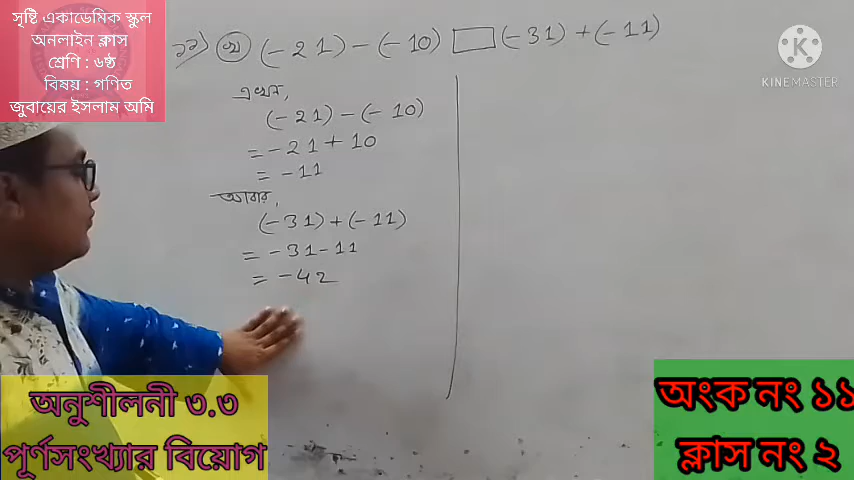 সৃষ্টি একাডেমিক স্কুল
অনলাইন ক্লাস
শ্রেণি : ৬ষ্ঠ
বিষয় : গণিত
জুবায়ের ইসলাম অমি
KINEMASTER
১১) (খ) (-21) - (-10) □ (-31) + (-11)
এখন,
(-21) - (-10)
= -21 + 10
= -11
আবার,
(-31) + (-11)
= -31 - 11
= -42
অনুশীলনী ৩.৩
পূর্ণসংখ্যার বিয়োগ
অংক নং ১১
ক্লাস নং ২